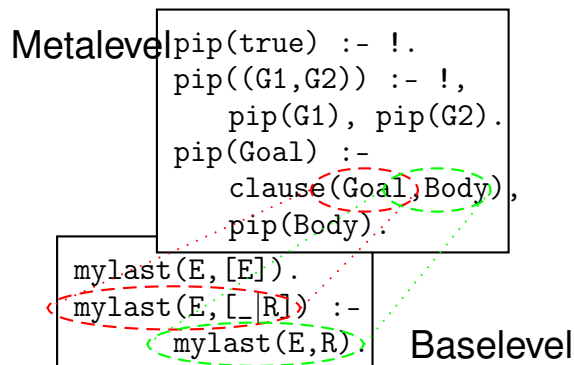 Metalevel
pip(true) :- !.
pip((G1,G2)) :- !,
pip(G1), pip(G2).
pip(Goal) :-
clause(Goal,Body),
pip(Body).
mylast(E,[E]).
mylast(E,[_|R]) :-
mylast(E,R).
Baselevel